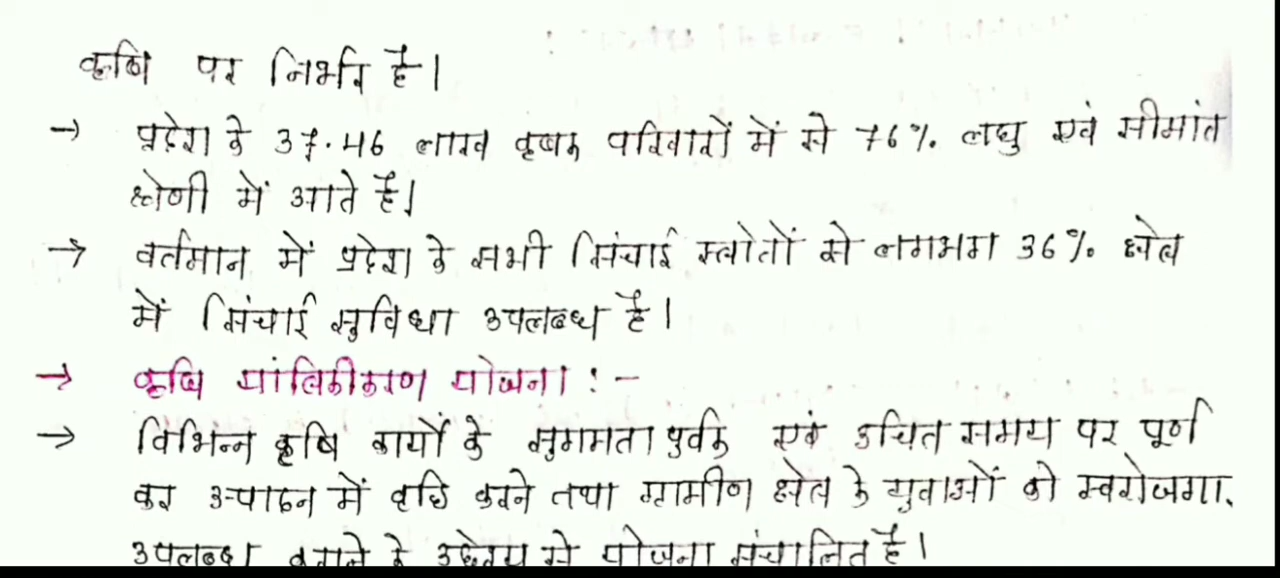 कृषि पर निर्भर है।
→ प्रदेश के 37.46 लाख कृषक परिवारों में से 76% लघु एवं सीमांत
श्रेणी में आते है।
→ वर्तमान में प्रदेश के सभी सिंचाई स्त्रोतों से लगभग 36% क्षेत्र
में सिंचाई सुविधा उपलब्ध है।
→ कृषि यांत्रिकीकरण योजना : -
→ विभिन्न कृषि कार्यों के सुगमता पुर्वक एवं उचित समय पर पूर्ण
कर उत्पादन में वृद्धि करने तथा ग्रामीण क्षेत्र के युवाओं को स्वरोजगा.
उपलब्ध कराने के उद्देश्य से योजना संचालित है।